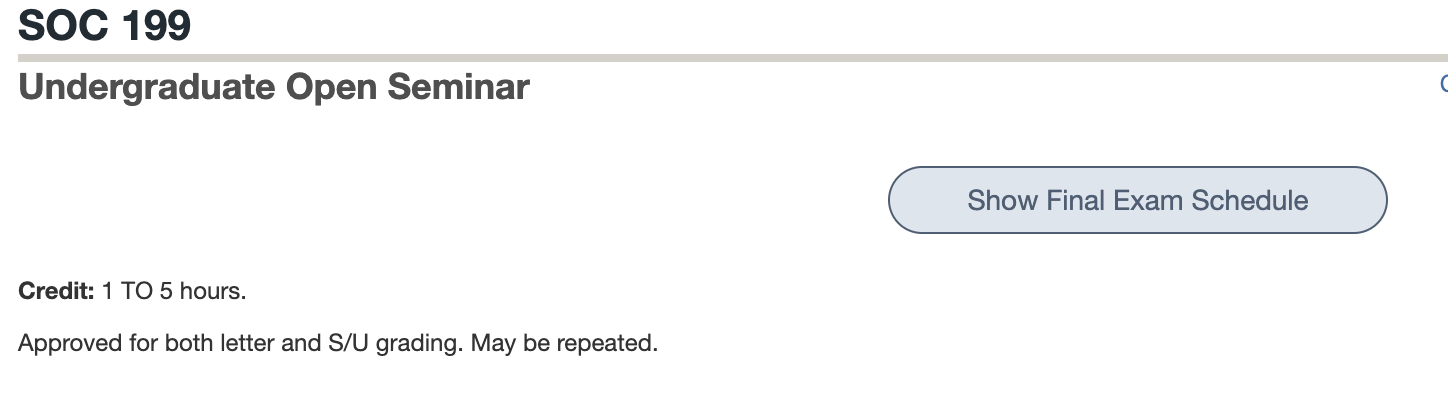 SOC 199
Undergraduate Open Seminar
Show Final Exam Schedule
Credit: 1 TO 5 hours.
Approved for both letter and S/U grading. May be repeated.